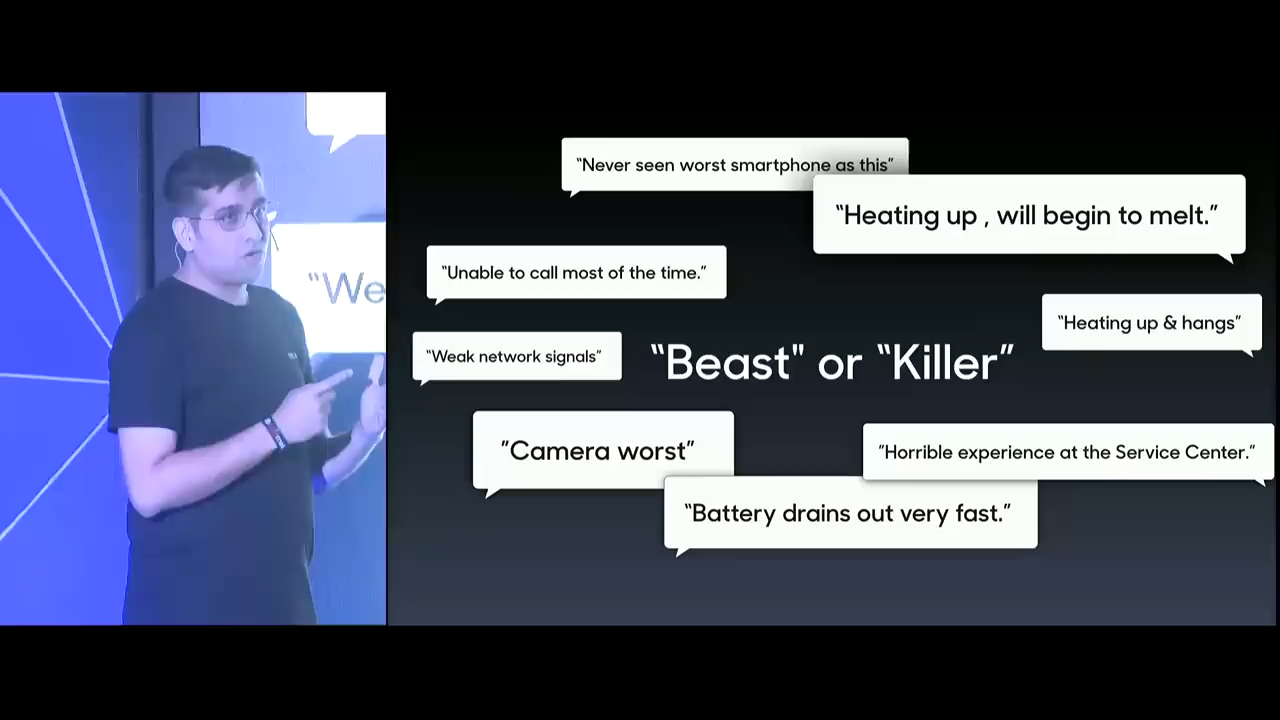 “Never seen worst smartphone as this”
“Heating up , will begin to melt.”
“Unable to call most of the time.”
“Heating up & hangs”
“Weak network signals”
“Beast" or “Killer”
"Camera worst”
"Horrible experience at the Service Center.”
“Battery drains out very fast.”
“We